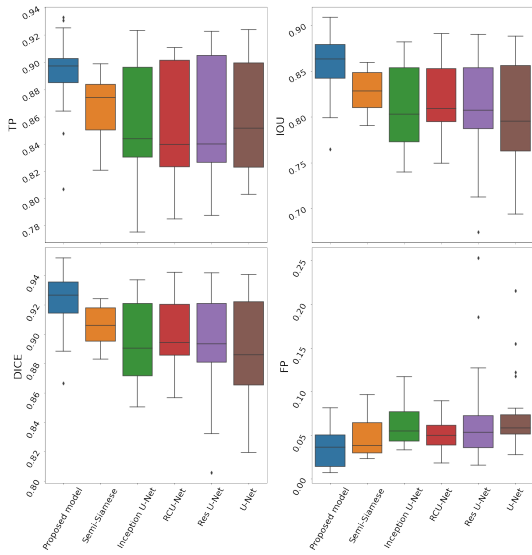 TP
0.94
0.92
0.90
0.88
0.86
0.84
0.82
0.80
0.78
IOU
0.90
0.85
0.80
0.75
0.70
DICE
0.94
0.92
0.90
0.88
0.86
0.84
0.82
0.80
FP
0.25
0.20
0.15
0.10
0.05
0.00
Proposed model
Semi-Siamese
Inception U-Net
RCU-Net
Res U-Net
U-Net
Proposed model
Semi-Siamese
Inception U-Net
RCU-Net
Res U-Net
U-Net